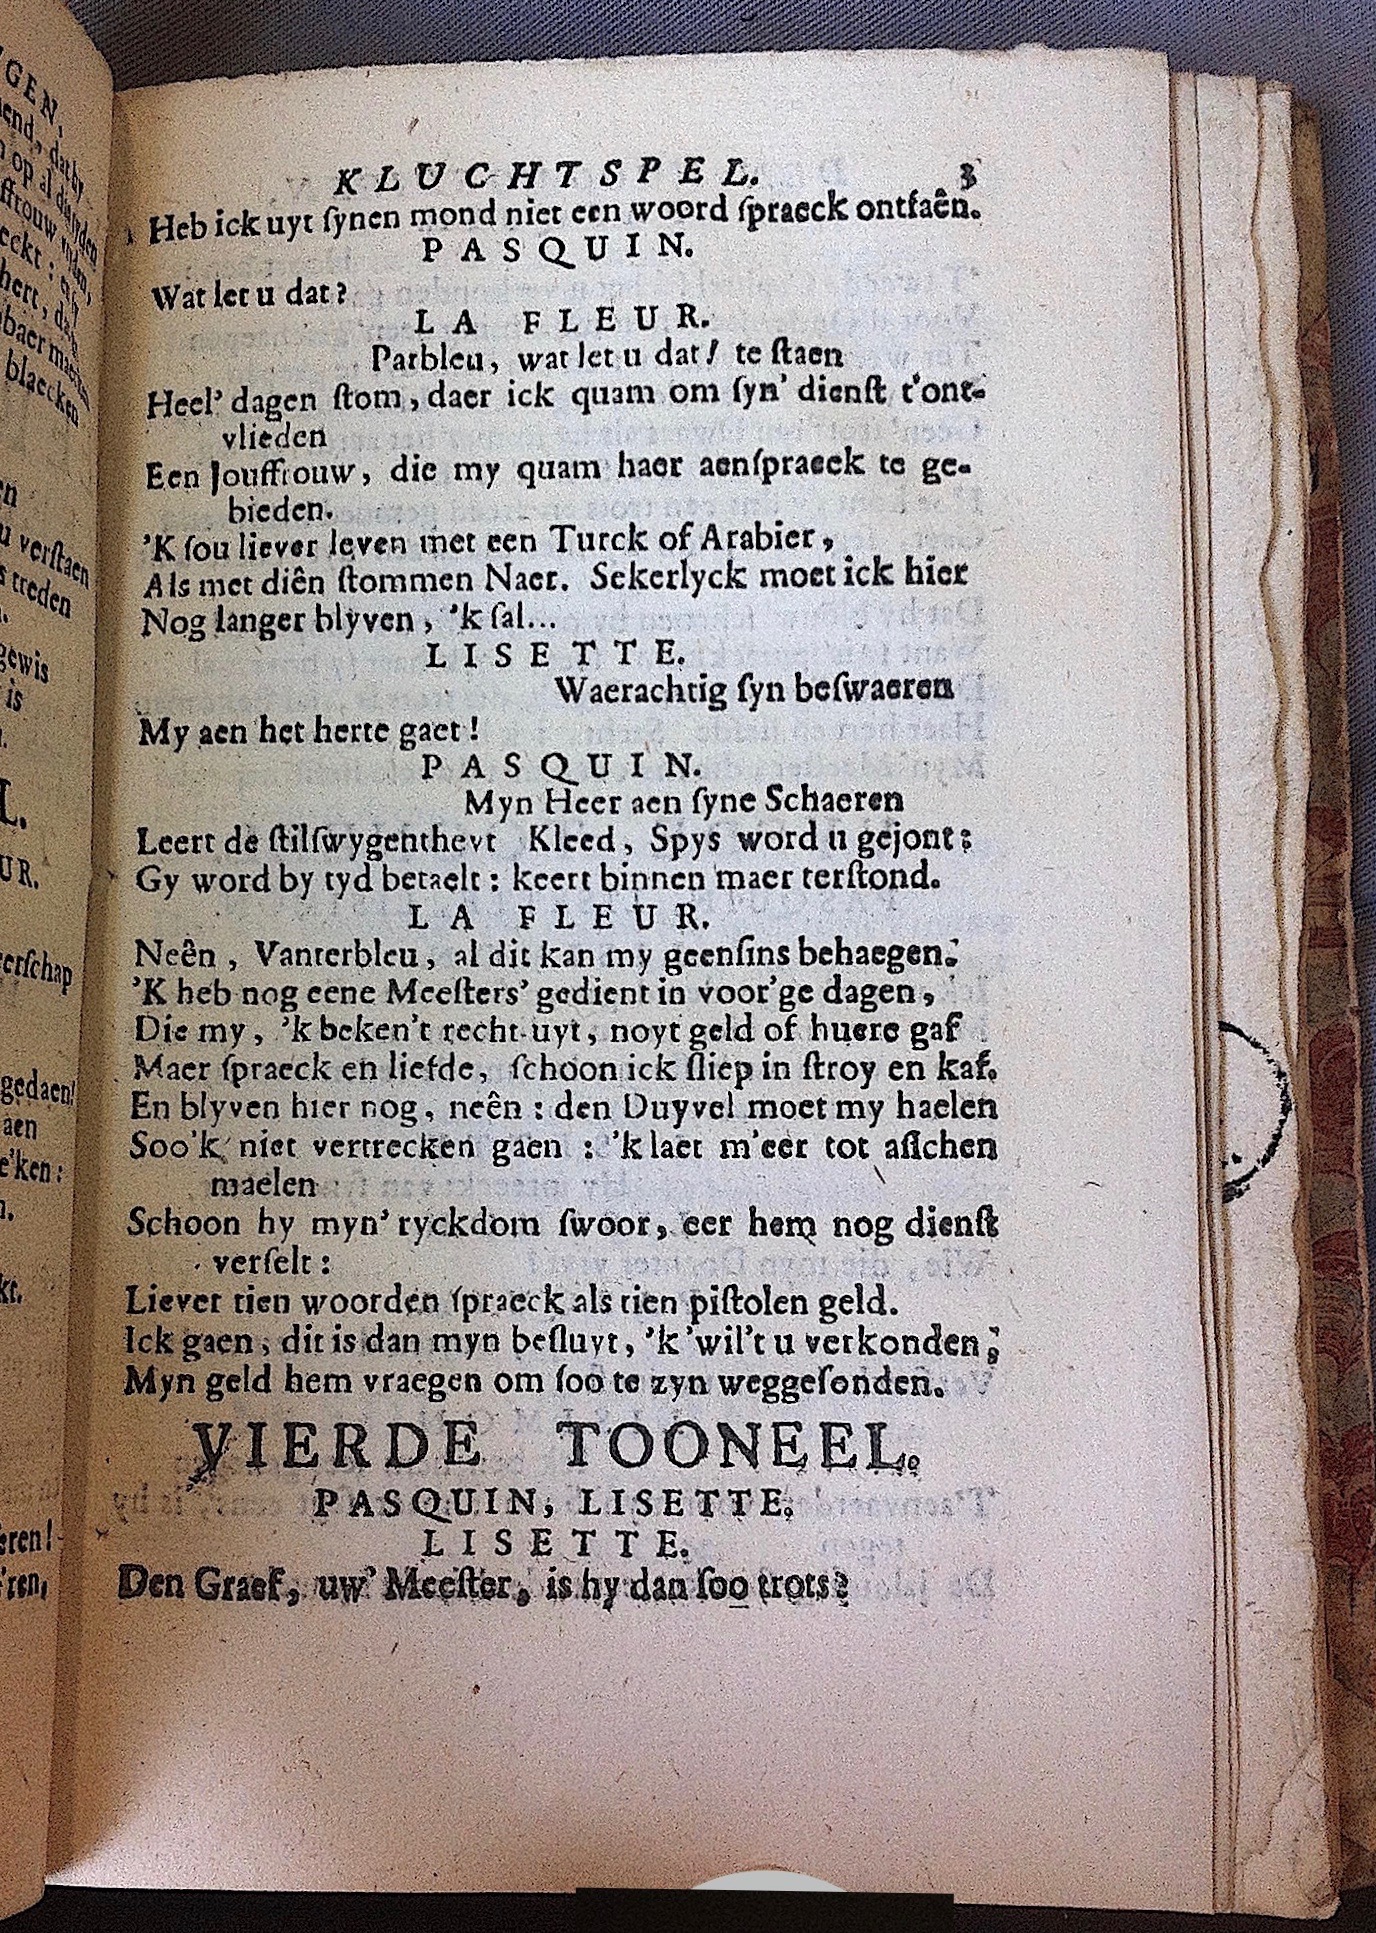 KLUCHTSPEL. 3
Heb ick uyt ſynen mond niet een woord ſpraeck ontfaên.
PASQUIN.
Wat let u dat?
LA FLEUR.
Parbleu, wat let u dat! te ſtaen
Heel' dagen ſtom, daer ick quam om ſyn' dienſt t'ont-
vlieden
Een Jouffrouw, die my quam haer aenſpraeck te ge-
bieden.
'K ſou liever leven met een Turck of Arabier,
Als met diên ſtommen Naer. Sekerlyck moet ick hier
Nog langer blyven, 'k ſal...
LISETTE.
Waerachtig ſyn beſwaeren
My aen het herte gaet!
PASQUIN.
Myn Heer aen ſyne Schaeren
Leert de ſtilſwygentheyt Kleed, Spys word u gejont;
Gy word by tyd betaelt: keert binnen maer terſtond.
LA FLEUR.
Neên, Vanterbleu, al dit kan my geenſins behaegen:
'K heb nog eene Meeſters' gedient in voor'ge dagen,
Die my, 'k beken't recht uyt, noyt geld of huere gaf
Maer ſpraeck en liefde, ſchoon ick ſliep in ſtroy en kaf.
En blyven hier nog, neên: den Duyvel moet my haelen
Soo'k niet vertrecken gaen: 'k laet m'eer tot aſſchen
maelen
Schoon hy myn' ryckdom ſwoor, eer hem nog dienſt
verſelt:
Liever tien woorden ſpraeck als tien piſtolen geld.
Ick gaen, dit is dan myn beſluyt, 'k 'wil't u verkonden;
Myn geld hem vraegen om ſoo te zyn weggeſonden.
VIERDE TOONEEL.
PASQUIN, LISETTE.
LISETTE.
Den Graef, uw' Meeſter, is hy dan ſoo trots?